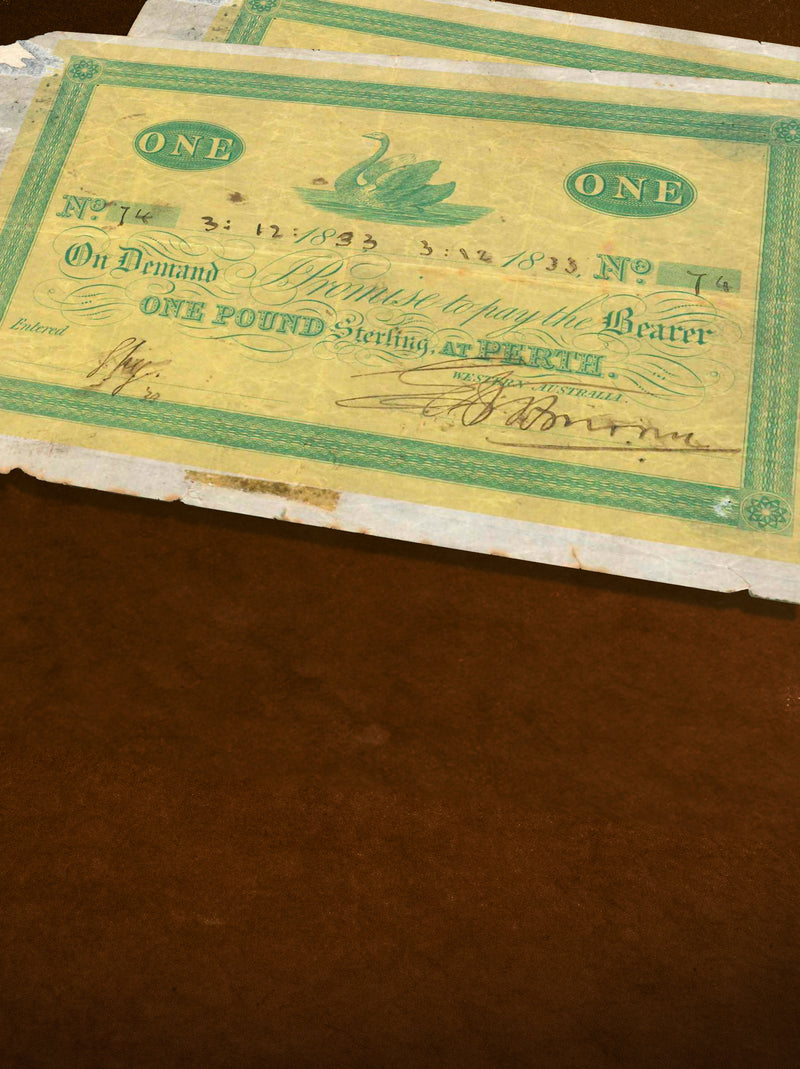 ONE ONE
Nº 74 3:12:1833 3:12 1833. Nº 74
On Demand I Promise to pay the Bearer
ONE POUND Sterling, AT PERTH.
Entered WESTERN AUSTRALIA.